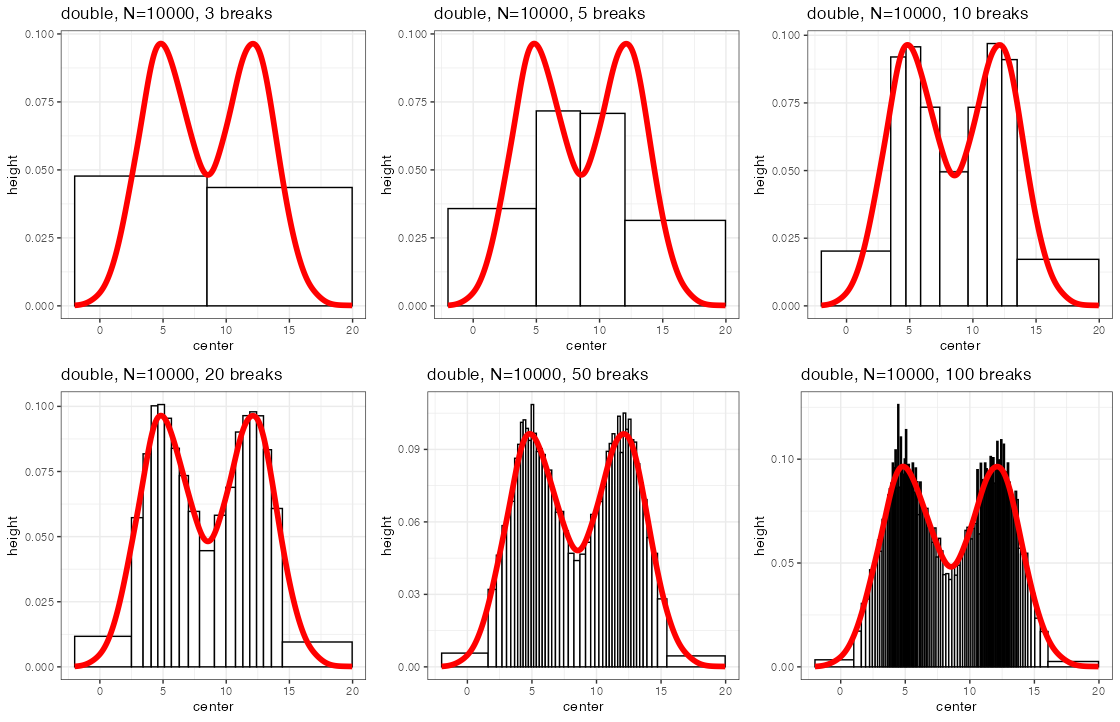 double, N=10000, 3 breaks
0.100
0.075
0.050
0.025
0.000
height
0 5 10 15 20
center
double, N=10000, 5 breaks
0.100
0.075
0.050
0.025
0.000
height
0 5 10 15 20
center
double, N=10000, 10 breaks
0.100
0.075
0.050
0.025
0.000
height
0 5 10 15 20
center
double, N=10000, 20 breaks
0.100
0.075
0.050
0.025
0.000
height
0 5 10 15 20
center
double, N=10000, 50 breaks
0.09
0.06
0.03
0.00
height
0 5 10 15 20
center
double, N=10000, 100 breaks
0.10
0.05
0.00
height
0 5 10 15 20
center